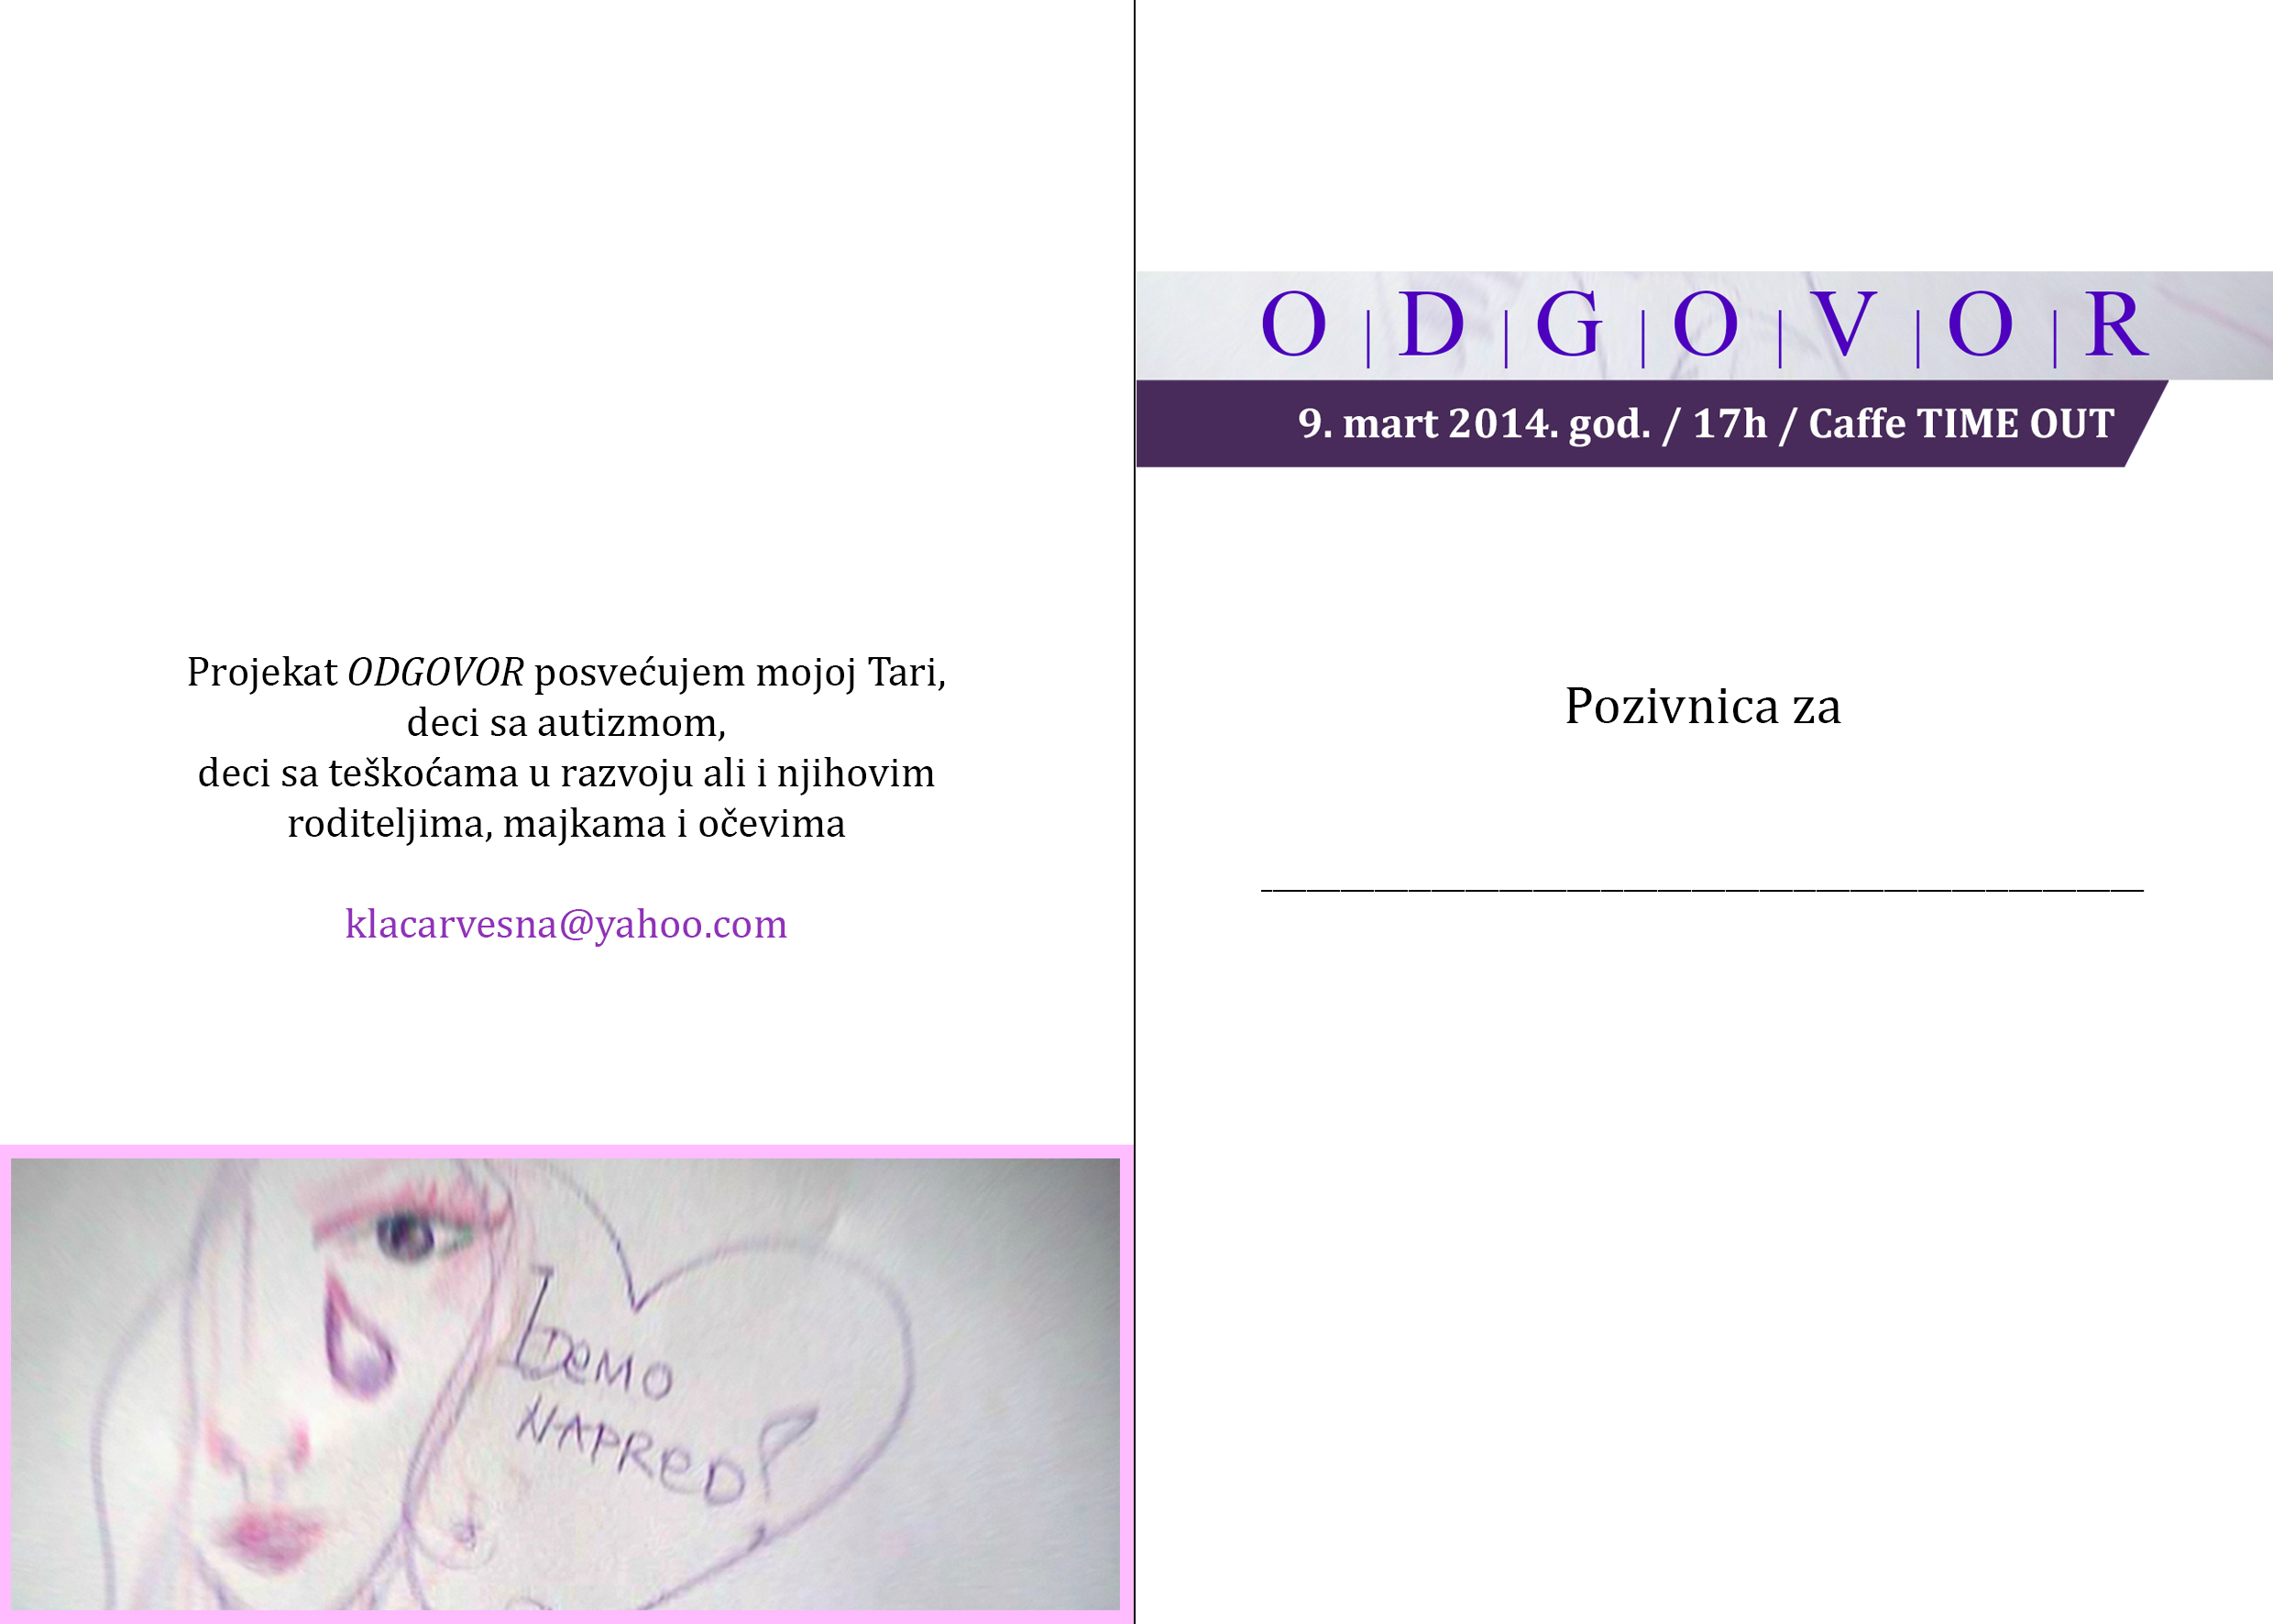 Projekat ODGOVOR posvećujem mojoj Tari,
deci sa autizmom,
deci sa teškoćama u razvoju ali i njihovim
roditeljima, majkama i očevima
klacarvesna@yahoo.com
IDeMO
NAPReD!
O | D | G | O | V | O | R
9. mart 2014. god. / 17h / Caffe TIME OUT
Pozivnica za